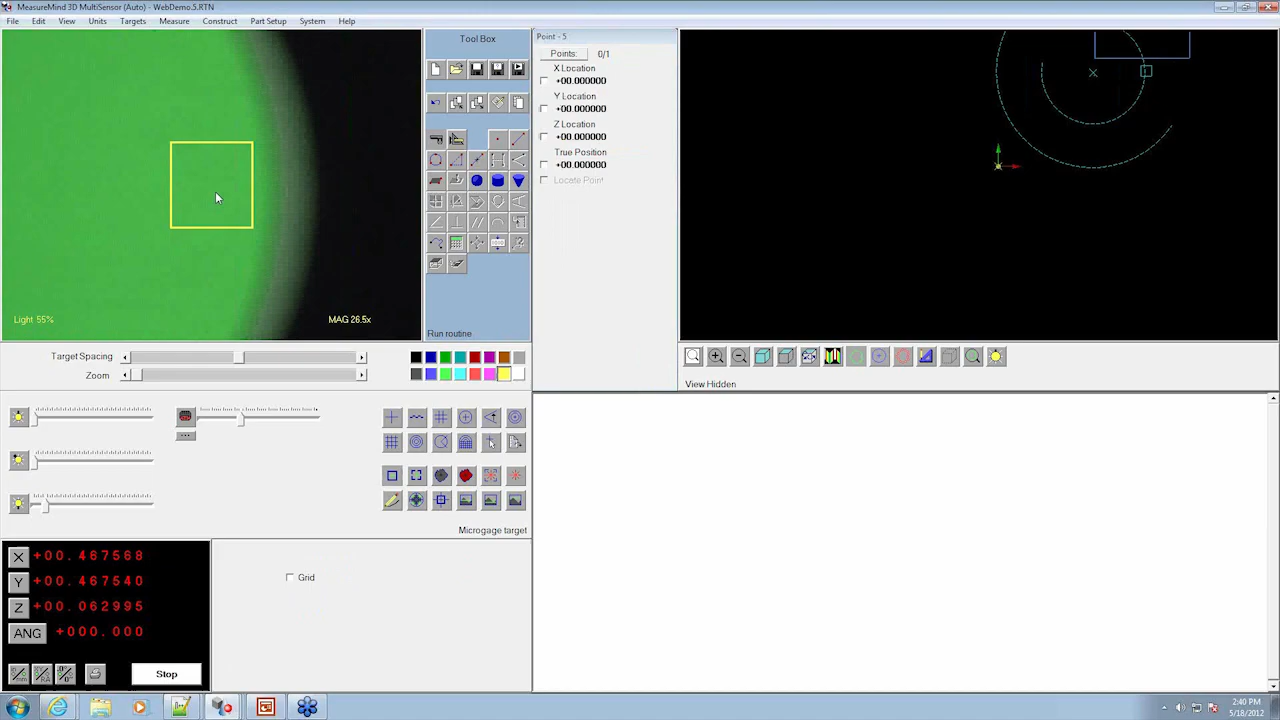 MeasureMind 3D MultiSensor (Auto) - WebDemo.5.RTN
File Edit View Units Targets Measure Construct Part Setup System Help
Light 55% MAG 26.5x
Tool Box
Run routine
Point - 5
Points: 0/1
X Location
+00.000000
Y Location
+00.000000
Z Location
+00.000000
True Position
+00.000000
Locate Point
Target Spacing
Zoom
View Hidden
Microgage target
X +00.467568
Y +00.467540
Z +00.062995
ANG +000.000
Stop
Grid
2:40 PM
5/18/2012